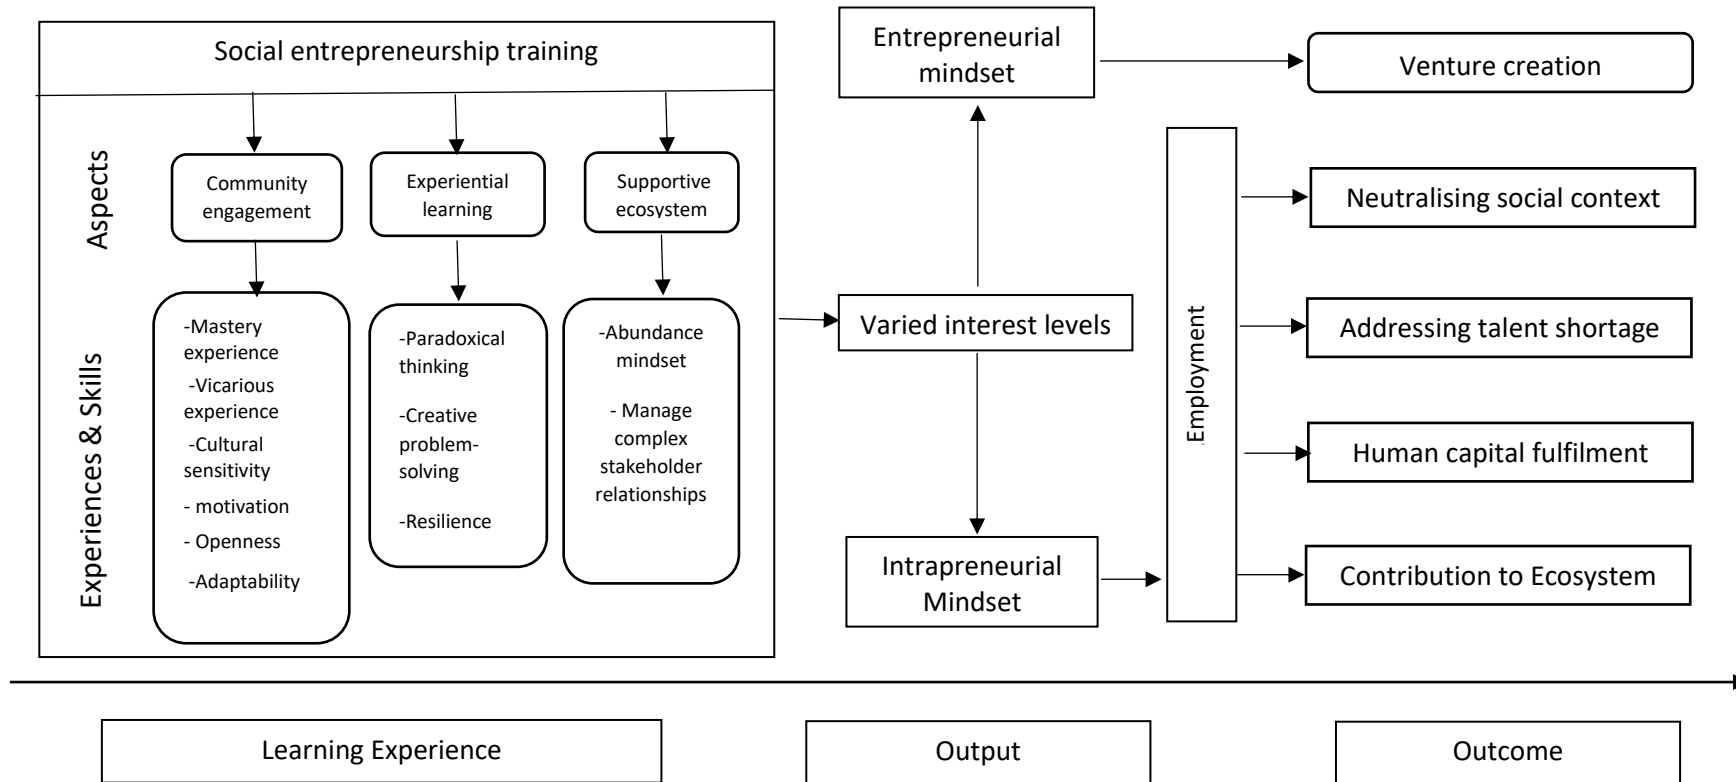 Social entrepreneurship training
Aspects
Community
engagement
Experiential
learning
Supportive
ecosystem
Experiences & Skills
-Mastery
experience
-Vicarious
experience
-Cultural
sensitivity
- motivation
- Openness
-Adaptability
-Paradoxical
thinking
-Creative
problem-
solving
-Resilience
-Abundance
mindset
- Manage
complex
stakeholder
relationships
Entrepreneurial
mindset
Varied interest levels
Intrapreneurial
Mindset
Employment
Venture creation
Neutralising social context
Addressing talent shortage
Human capital fulfilment
Contribution to Ecosystem
Learning Experience
Output
Outcome